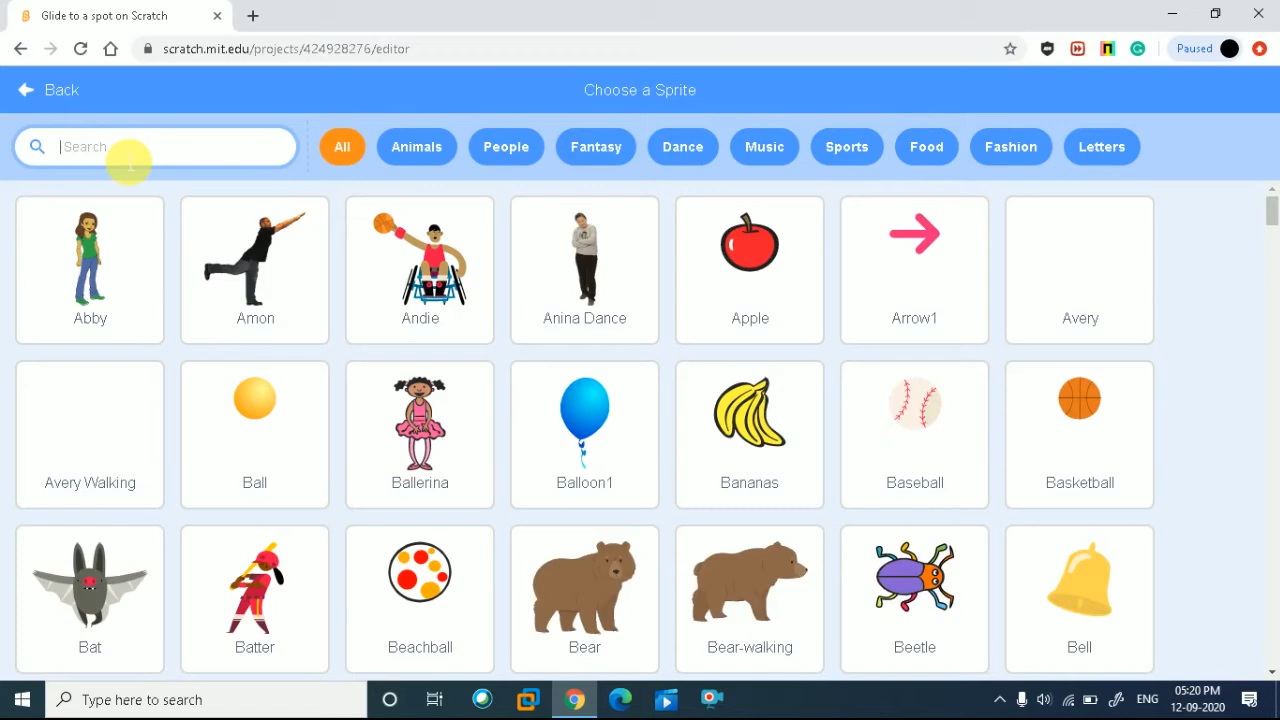 Glide to a spot on Scratch
scratch.mit.edu/projects/424928276/editor
Paused
Back
Choose a Sprite
Search
All
Animals
People
Fantasy
Dance
Music
Sports
Food
Fashion
Letters
Abby
Amon
Andie
Anina Dance
Apple
Arrow1
Avery
Avery Walking
Ball
Ballerina
Balloon1
Bananas
Baseball
Basketball
Bat
Batter
Beachball
Bear
Bear-walking
Beetle
Bell
Type here to search
ENG
05:20 PM
12-09-2020